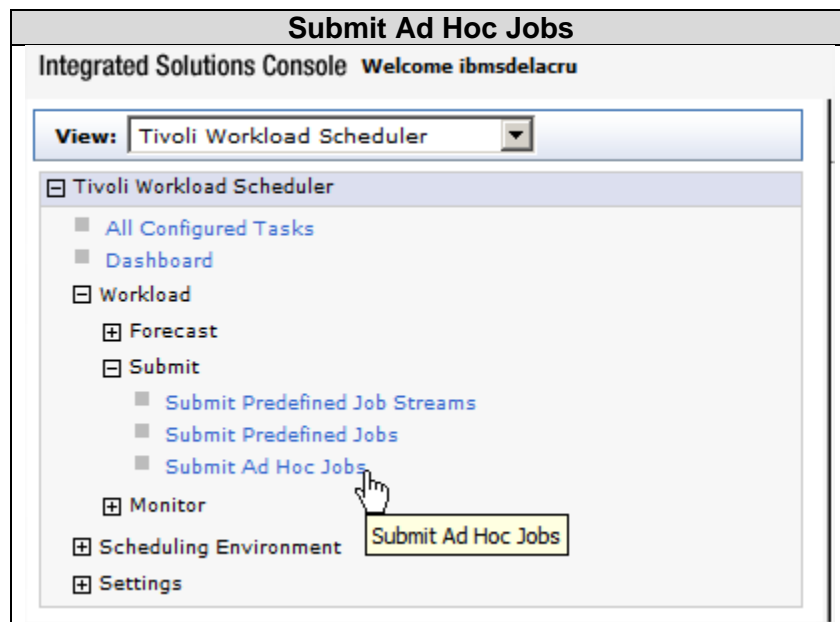 Submit Ad Hoc Jobs
Integrated Solutions Console Welcome ibmsdelacru
View: Tivoli Workload Scheduler
Tivoli Workload Scheduler
All Configured Tasks
Dashboard
Workload
Forecast
Submit
Submit Predefined Job Streams
Submit Predefined Jobs
Submit Ad Hoc Jobs
Monitor
Submit Ad Hoc Jobs
Scheduling Environment
Settings